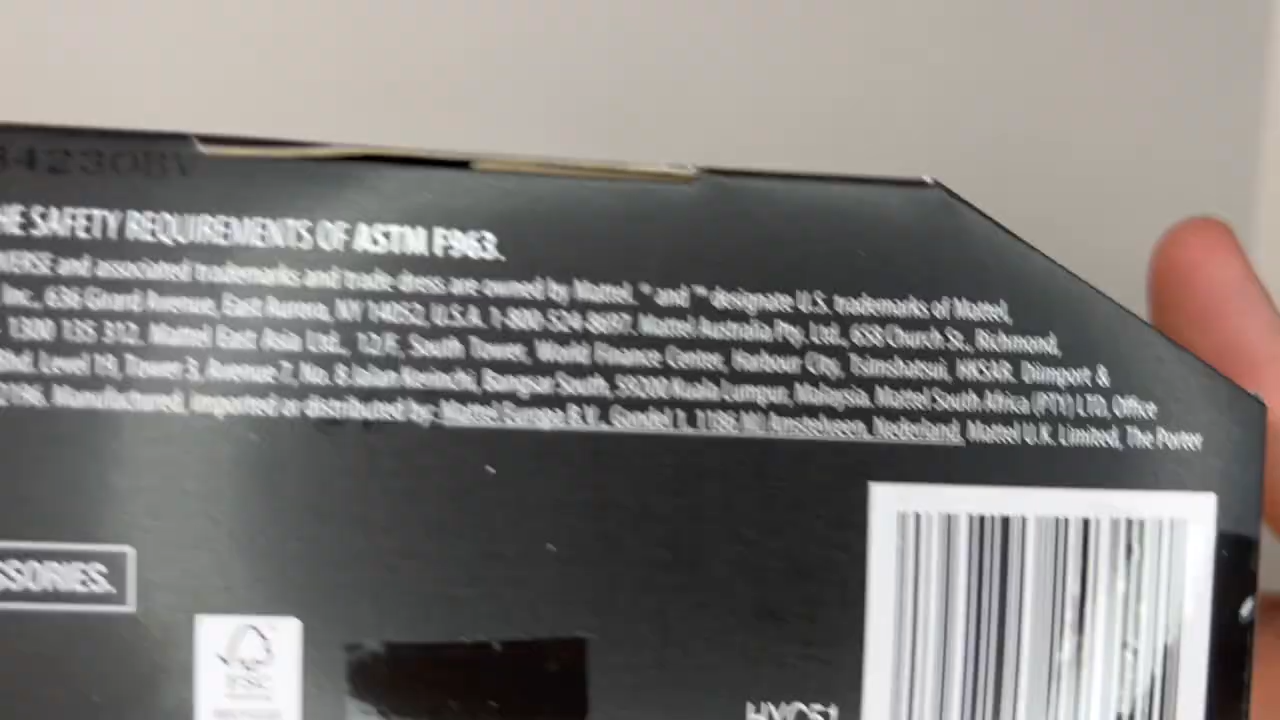 34230BV
HE SAFETY REQUIREMENTS OF ASTM F963.
VERSE and associated trademarks and trade dress are owned by Mattel. ® and ™ designate U.S. trademarks of Mattel,
Inc., 636 Girard Avenue, East Aurora, NY 14052, U.S.A. 1-800-524-8697. Mattel Australia Pty. Ltd., 658 Church St., Richmond,
1300 135 312. Mattel East Asia Ltd., 12/F, South Tower, World Finance Center, Harbour City, Tsimshatsui, HKSAR. Diimport &
Bhd. Level 19, Tower 3, Avenue 7, No. 8 Jalan Kerinchi, Bangsar South, 59200 Kuala Lumpur, Malaysia. Mattel South Africa (PTY) LTD, Office
2196. Manufactured, imported or distributed by: Mattel Europa B.V., Gondel 1, 1186 MJ Amstelveen, Nederland, Mattel U.K. Limited, The Porter
SSORIES.
FSC